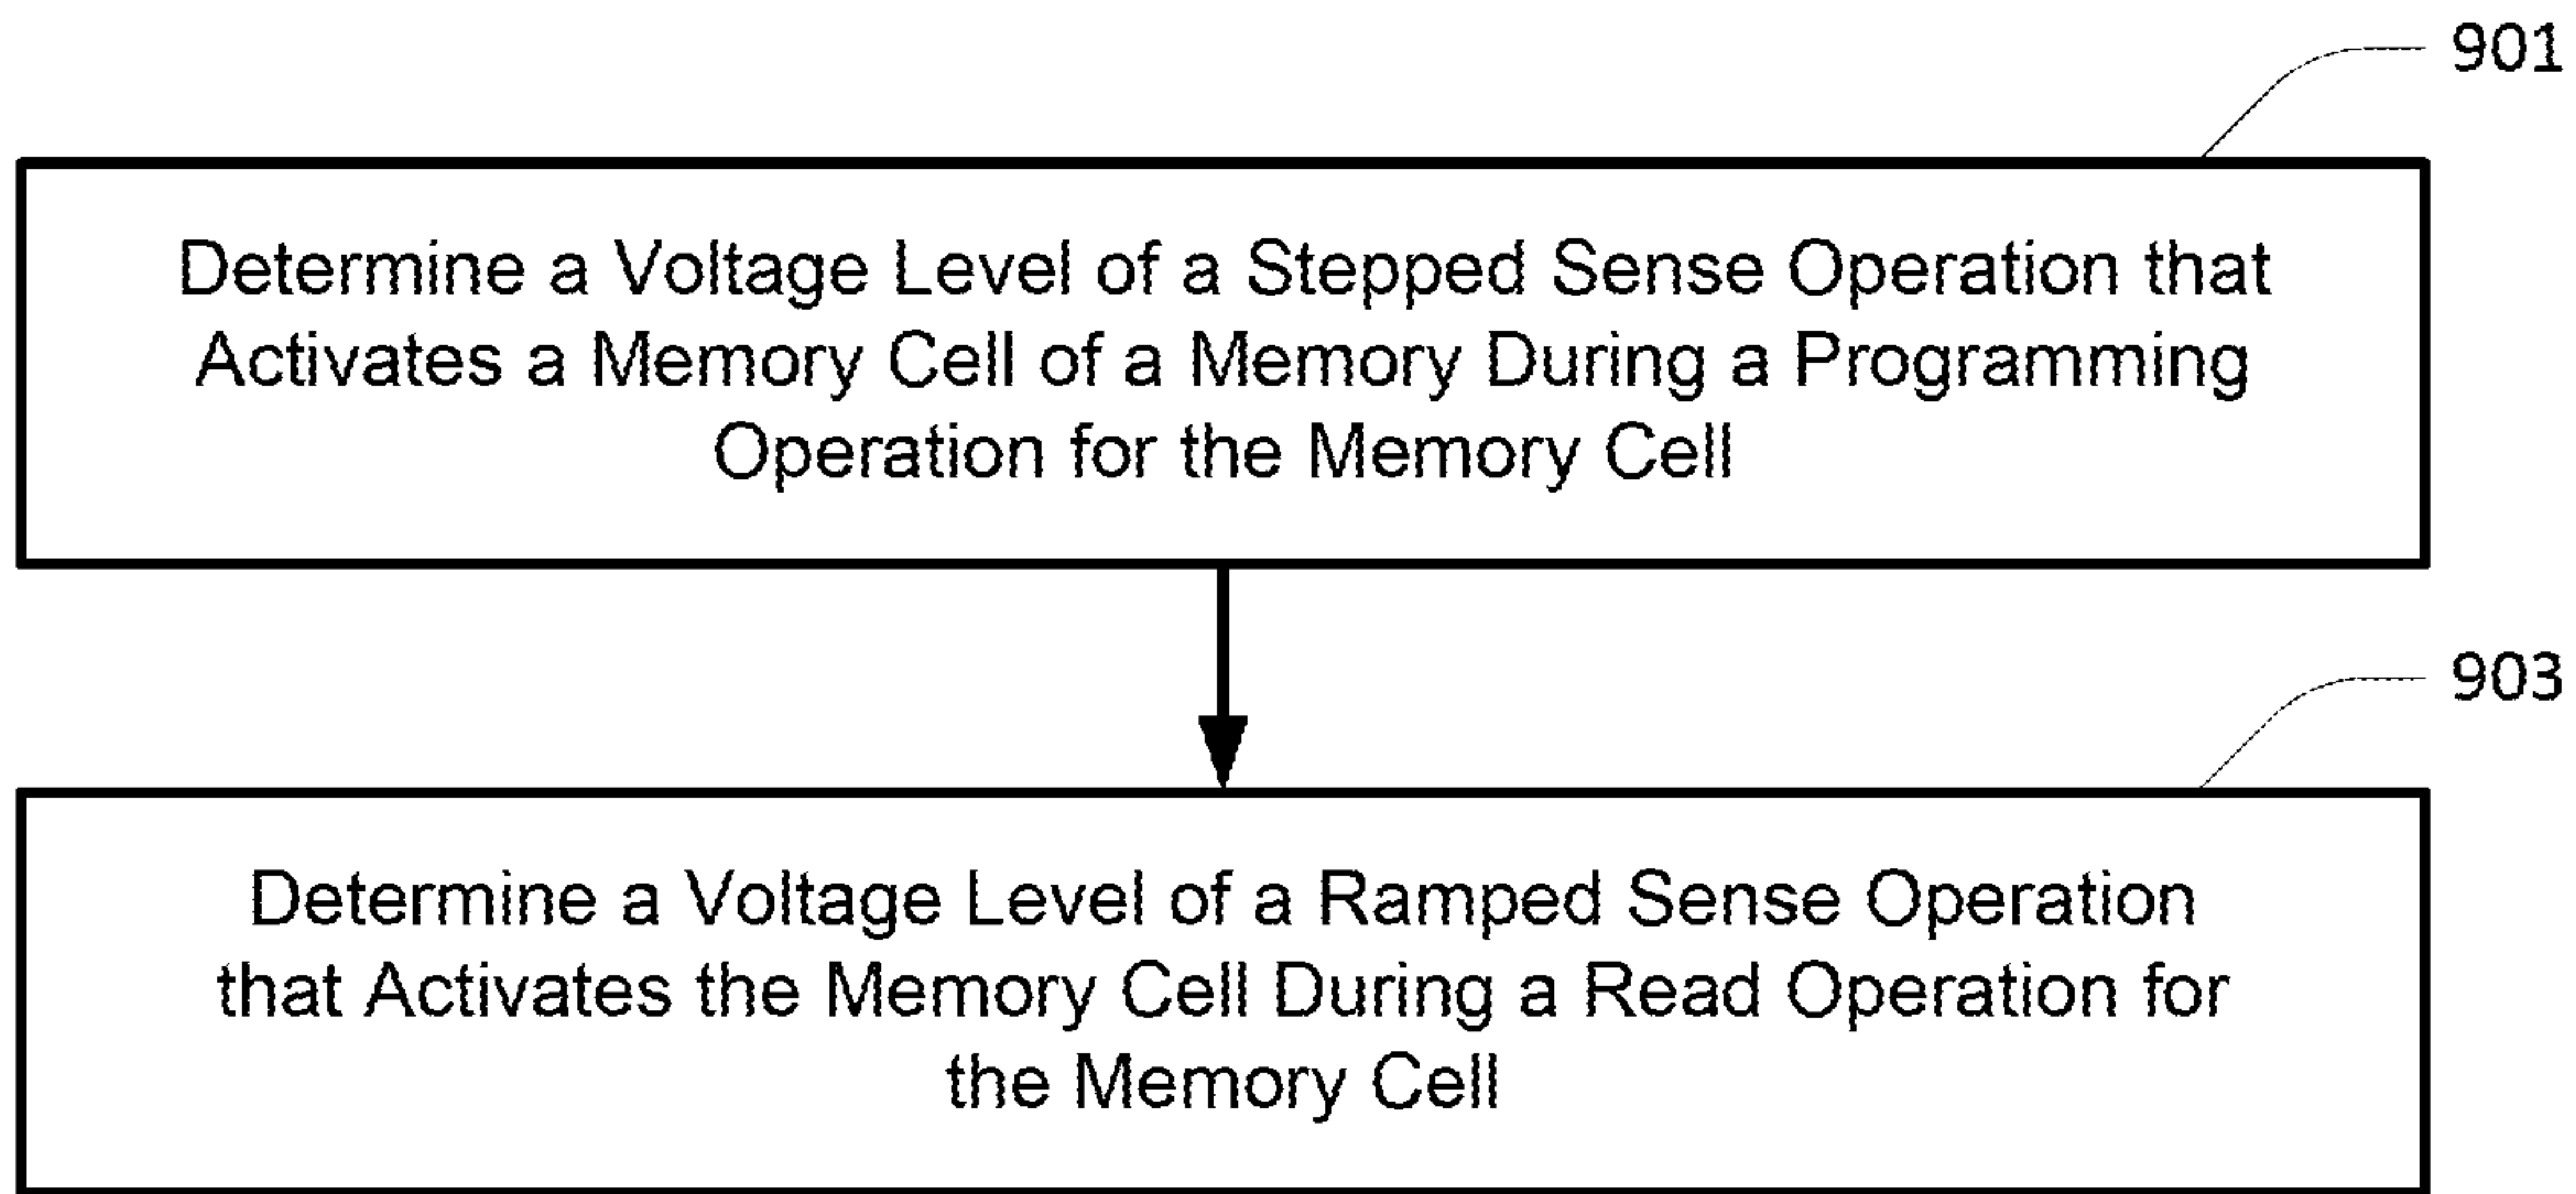 901
Determine a Voltage Level of a Stepped Sense Operation that
Activates a Memory Cell of a Memory During a Programming
Operation for the Memory Cell
903
Determine a Voltage Level of a Ramped Sense Operation
that Activates the Memory Cell During a Read Operation for
the Memory Cell